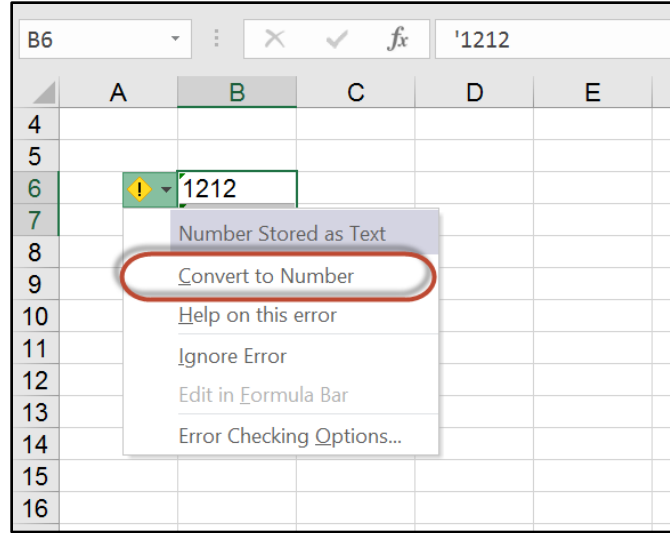 B6 fx '1212
A B C D E
4
5
6 1212
7
Number Stored as Text
8
Convert to Number
9
10 Help on this error
11 Ignore Error
12 Edit in Formula Bar
13
14 Error Checking Options...
15
16